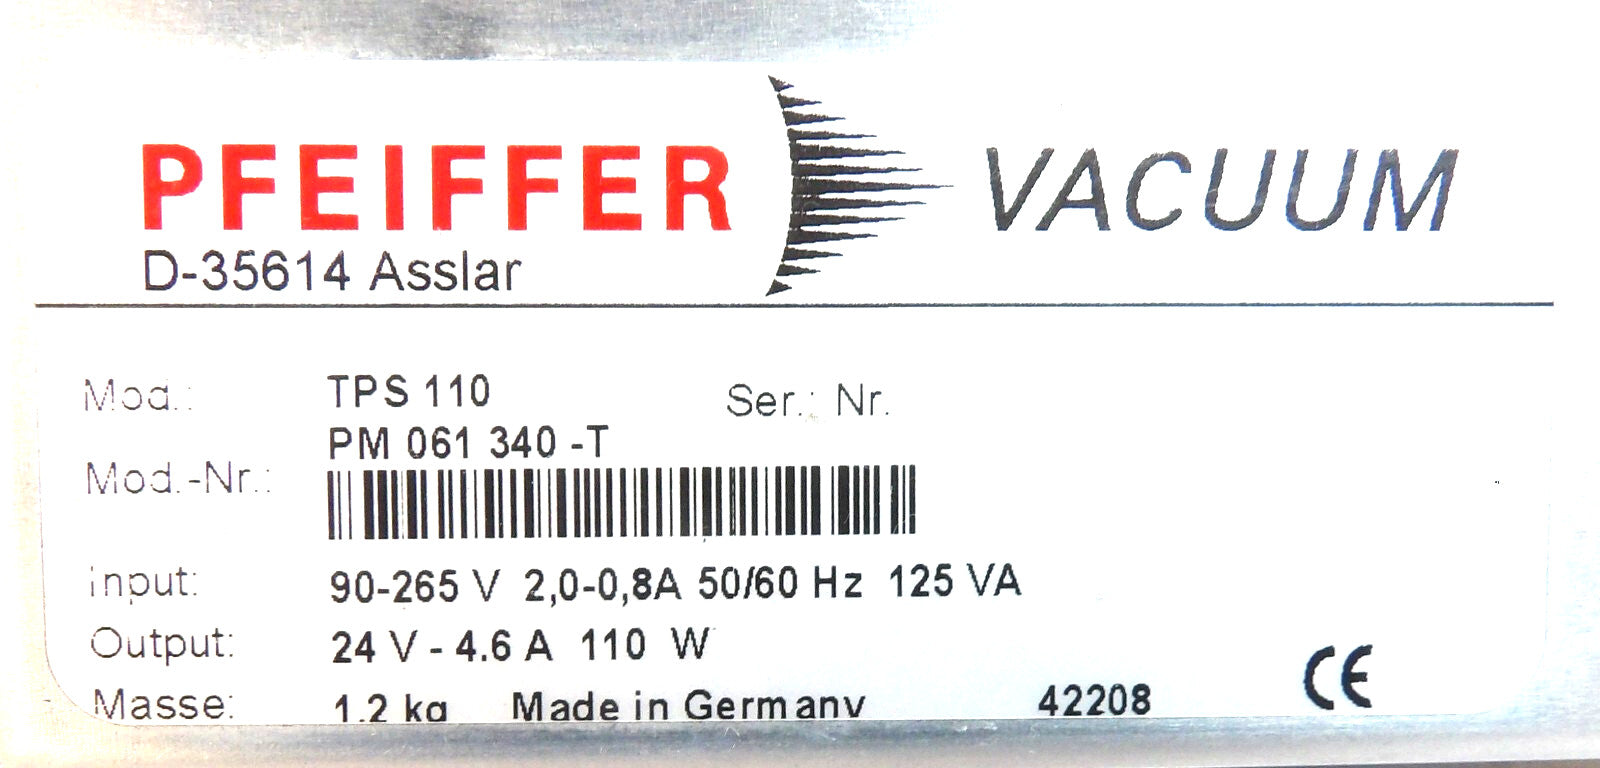 PFEIFFER VACUUM
D-35614 Asslar
Mod.: TPS 110 Ser.: Nr.
PM 061 340 -T
Mod.-Nr.:
Input: 90-265 V 2,0-0,8A 50/60 Hz 125 VA
Output: 24 V - 4.6 A 110 W
Masse: 1.2 kg Made in Germany 42208 CE